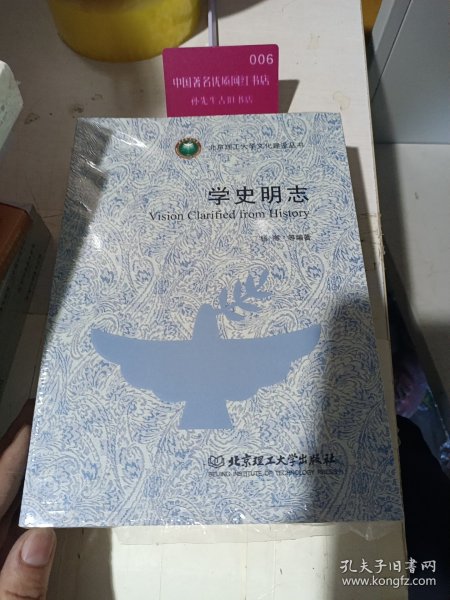 006
中国著名优质网红书店
孙先生古旧书店
北京理工大学文化建设丛书
学史明志
Vision Clarified from History
等编著
北京理工大学出版社
BEIJING INSTITUTE OF TECHNOLOGY PRESS
孔夫子旧书网
www.kongfz.com